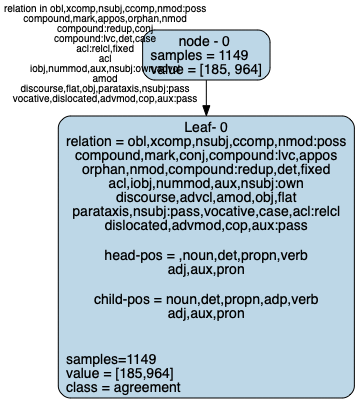 relation in obl,xcomp,nsubj,ccomp,nmod:poss
compound,mark,appos,orphan,nmod
compound:redup,conj
compound:lvc,det,case
acl:relcl,fixed
acl
iobj,nummod,aux,nsubj:own,advcl
amod
discourse,flat,obj,parataxis,nsubj:pass
vocative,dislocated,advmod,cop,aux:pass
node - 0
samples = 1149
value = [185, 964]
Leaf- 0
relation = obl,xcomp,nsubj,ccomp,nmod:poss
compound,mark,conj,compound:lvc,appos
orphan,nmod,compound:redup,det,fixed
acl,iobj,nummod,aux,nsubj:own
discourse,advcl,amod,obj,flat
parataxis,nsubj:pass,vocative,case,acl:relcl
dislocated,advmod,cop,aux:pass
head-pos = ,noun,det,propn,verb
adj,aux,pron
child-pos = noun,det,propn,adp,verb
adj,aux,pron
samples=1149
value = [185,964]
class = agreement